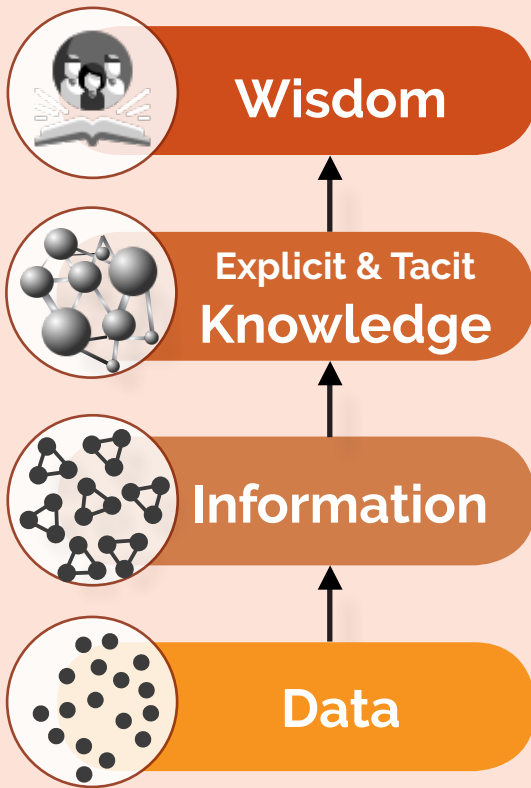 Wisdom
Explicit & Tacit
Knowledge
Information
Data